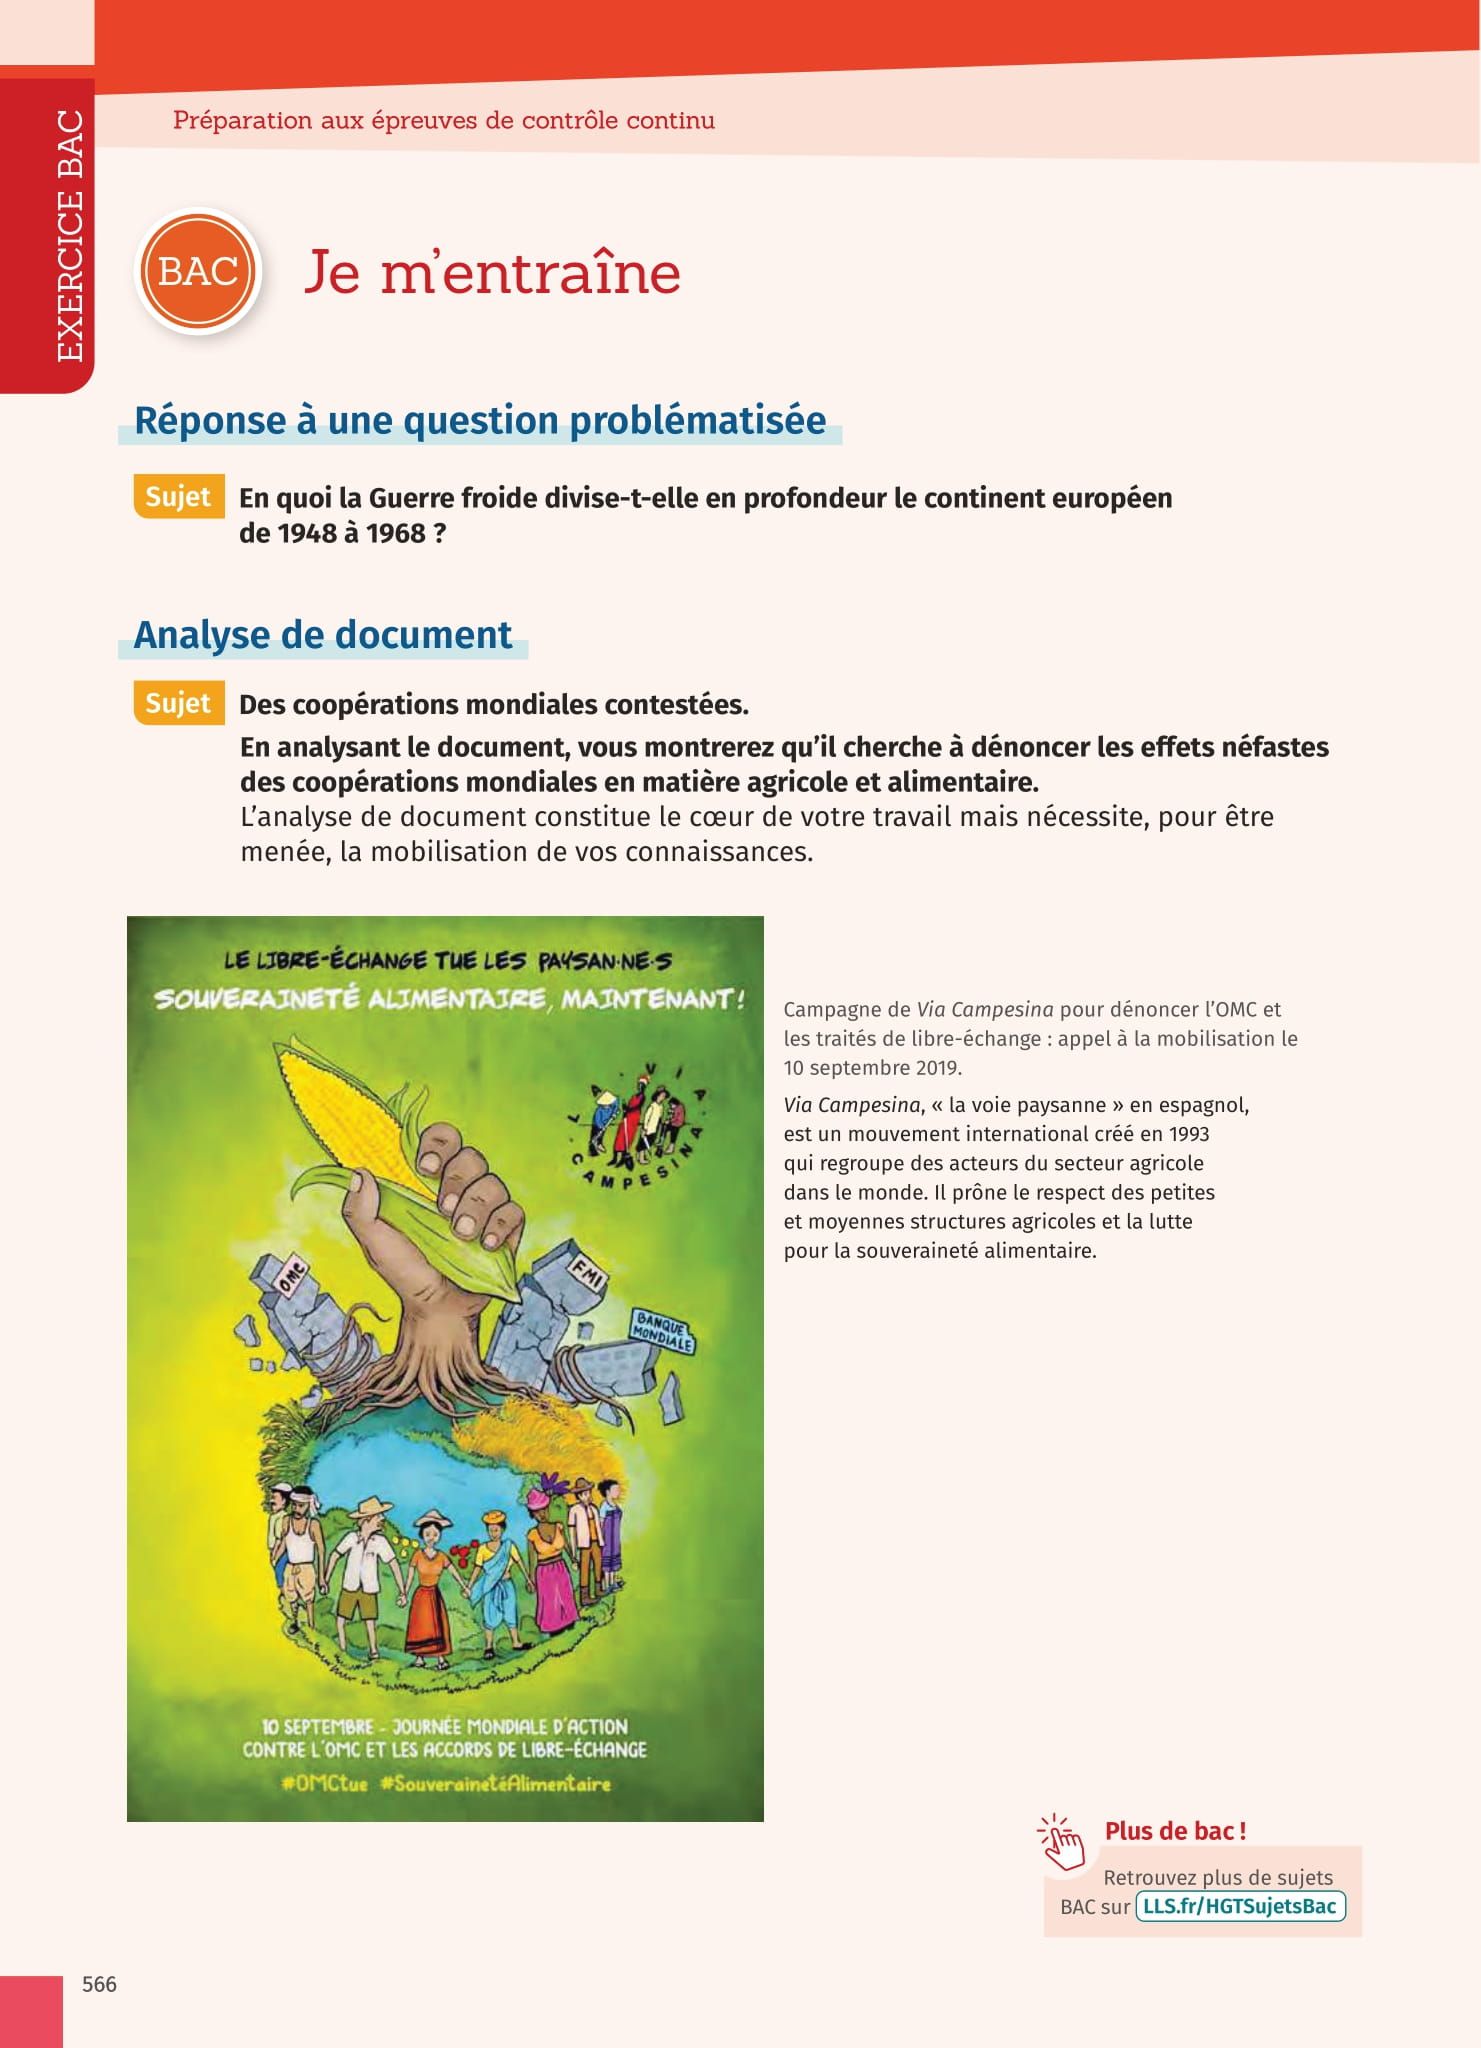 Préparation aux épreuves de contrôle continu
EXERCICE BAC
BAC
Je m'entraîne
Réponse à une question problématisée
Sujet
En quoi la Guerre froide divise-t-elle en profondeur le continent européen
de 1948 à 1968 ?
Analyse de document
Sujet
Des coopérations mondiales contestées.
En analysant le document, vous montrerez qu'il cherche à dénoncer les effets néfastes
des coopérations mondiales en matière agricole et alimentaire.
L'analyse de document constitue le cœur de votre travail mais nécessite, pour être
menée, la mobilisation de vos connaissances.
LE LIBRE-ÉCHANGE TUE LES PAYSAN·NE·S
SOUVERAINETÉ ALIMENTAIRE, MAINTENANT !
LA VIA
CAMPESINA
OMC
FMI
BANQUE
MONDIALE
10 SEPTEMBRE - JOURNÉE MONDIALE D'ACTION
CONTRE L'OMC ET LES ACCORDS DE LIBRE-ÉCHANGE
#OMCtue #SouverainetéAlimentaire
Campagne de Via Campesina pour dénoncer l'OMC et
les traités de libre-échange : appel à la mobilisation le
10 septembre 2019.
Via Campesina, « la voie paysanne » en espagnol,
est un mouvement international créé en 1993
qui regroupe des acteurs du secteur agricole
dans le monde. Il prône le respect des petites
et moyennes structures agricoles et la lutte
pour la souveraineté alimentaire.
Plus de bac !
Retrouvez plus de sujets
BAC sur LLS.fr/HGTSujetsBac
566